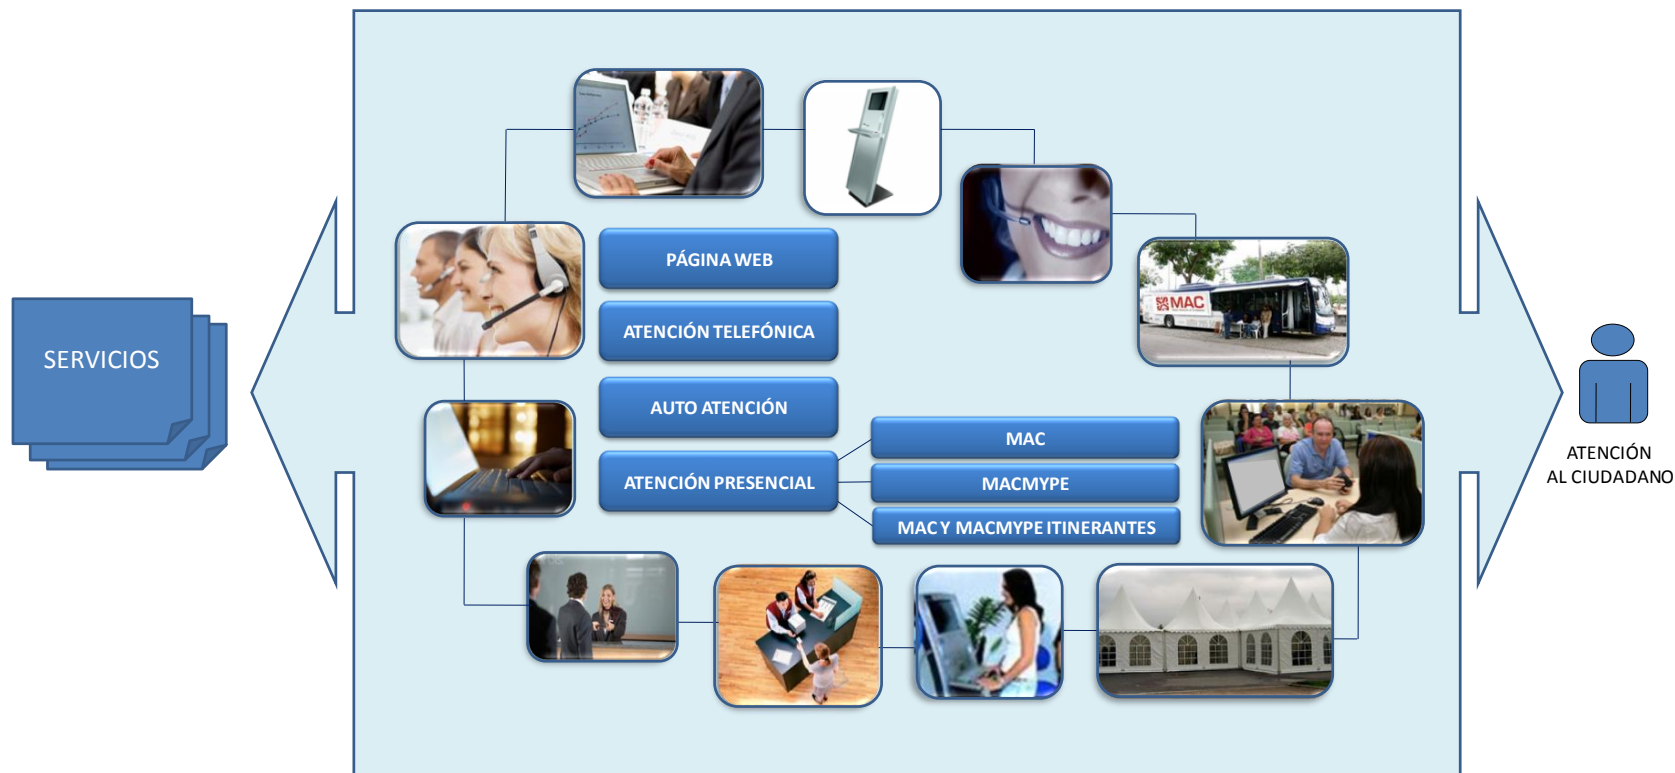 SERVICIOS
PÁGINA WEB
ATENCIÓN TELEFÓNICA
AUTO ATENCIÓN
ATENCIÓN PRESENCIAL
MAC
MACMYPE
MAC Y MACMYPE ITINERANTES
MAC
ATENCIÓN
AL CIUDADANO